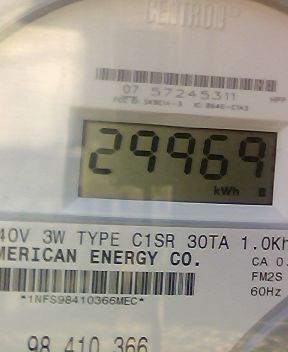 CENTRON®
07 57245311
29969
kWh
40V 3W TYPE C1SR 30TA 1.0Kh
MERICAN ENERGY CO.
CA 0.
FM2S
60Hz
*1NFS98410366MEC*
98 410 366